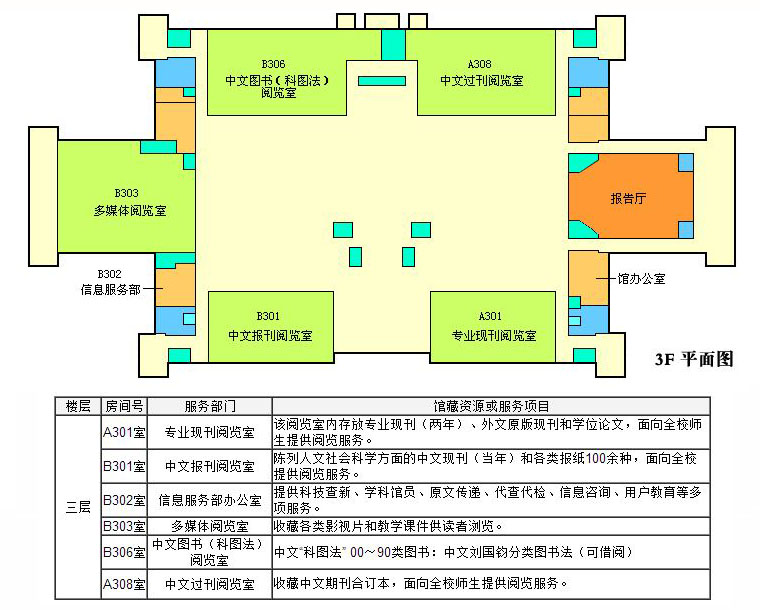 B306
中文图书(科图法)
阅览室
A308
中文过刊阅览室
B303
多媒体阅览室
报告厅
B302
信息服务部
馆办公室
B301
中文报刊阅览室
A301
专业现刊阅览室
3F 平面图
楼层 房间号 服务部门 馆藏资源或服务项目
三层
A301室 专业现刊阅览室 该阅览室内存放专业现刊(两年)、外文原版现刊和学位论文,面向全校师
生提供阅览服务。
B301室 中文报刊阅览室 陈列人文社会科学方面的中文现刊(当年)和各类报纸100余种,面向全校
提供阅览服务。
B302室 信息服务部办公室 提供科技查新、学科馆员、原文传递、代查代检、信息咨询、用户教育等多
项服务。
B303室 多媒体阅览室 收藏各类影视片和教学课件供读者浏览。
B306室 中文图书(科图法)
阅览室 中文“科图法” 00～90类图书:中文刘国钧分类图书法(可借阅)
A308室 中文过刊阅览室 收藏中文期刊合订本,面向全校师生提供阅览服务。